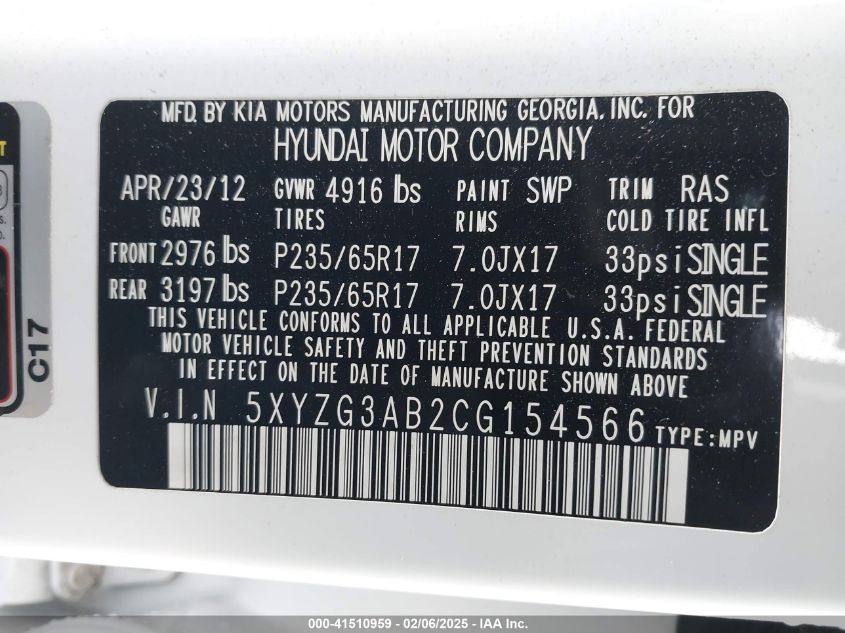 MFD. BY KIA MOTORS MANUFACTURING GEORGIA, INC. FOR
HYUNDAI MOTOR COMPANY
APR/23/12 GVWR 4916 lbs PAINT SWP TRIM RAS
GAWR TIRES RIMS COLD TIRE INFL
FRONT 2976 lbs P235/65R17 7.0JX17 33psi SINGLE
REAR 3197 lbs P235/65R17 7.0JX17 33psi SINGLE
THIS VEHICLE CONFORMS TO ALL APPLICABLE U.S.A. FEDERAL
MOTOR VEHICLE SAFETY AND THEFT PREVENTION STANDARDS
IN EFFECT ON THE DATE OF MANUFACTURE SHOWN ABOVE
V.I.N 5XYZG3AB2CG154566 TYPE:MPV
C17
000-41510959 - 02/06/2025 - IAA Inc.